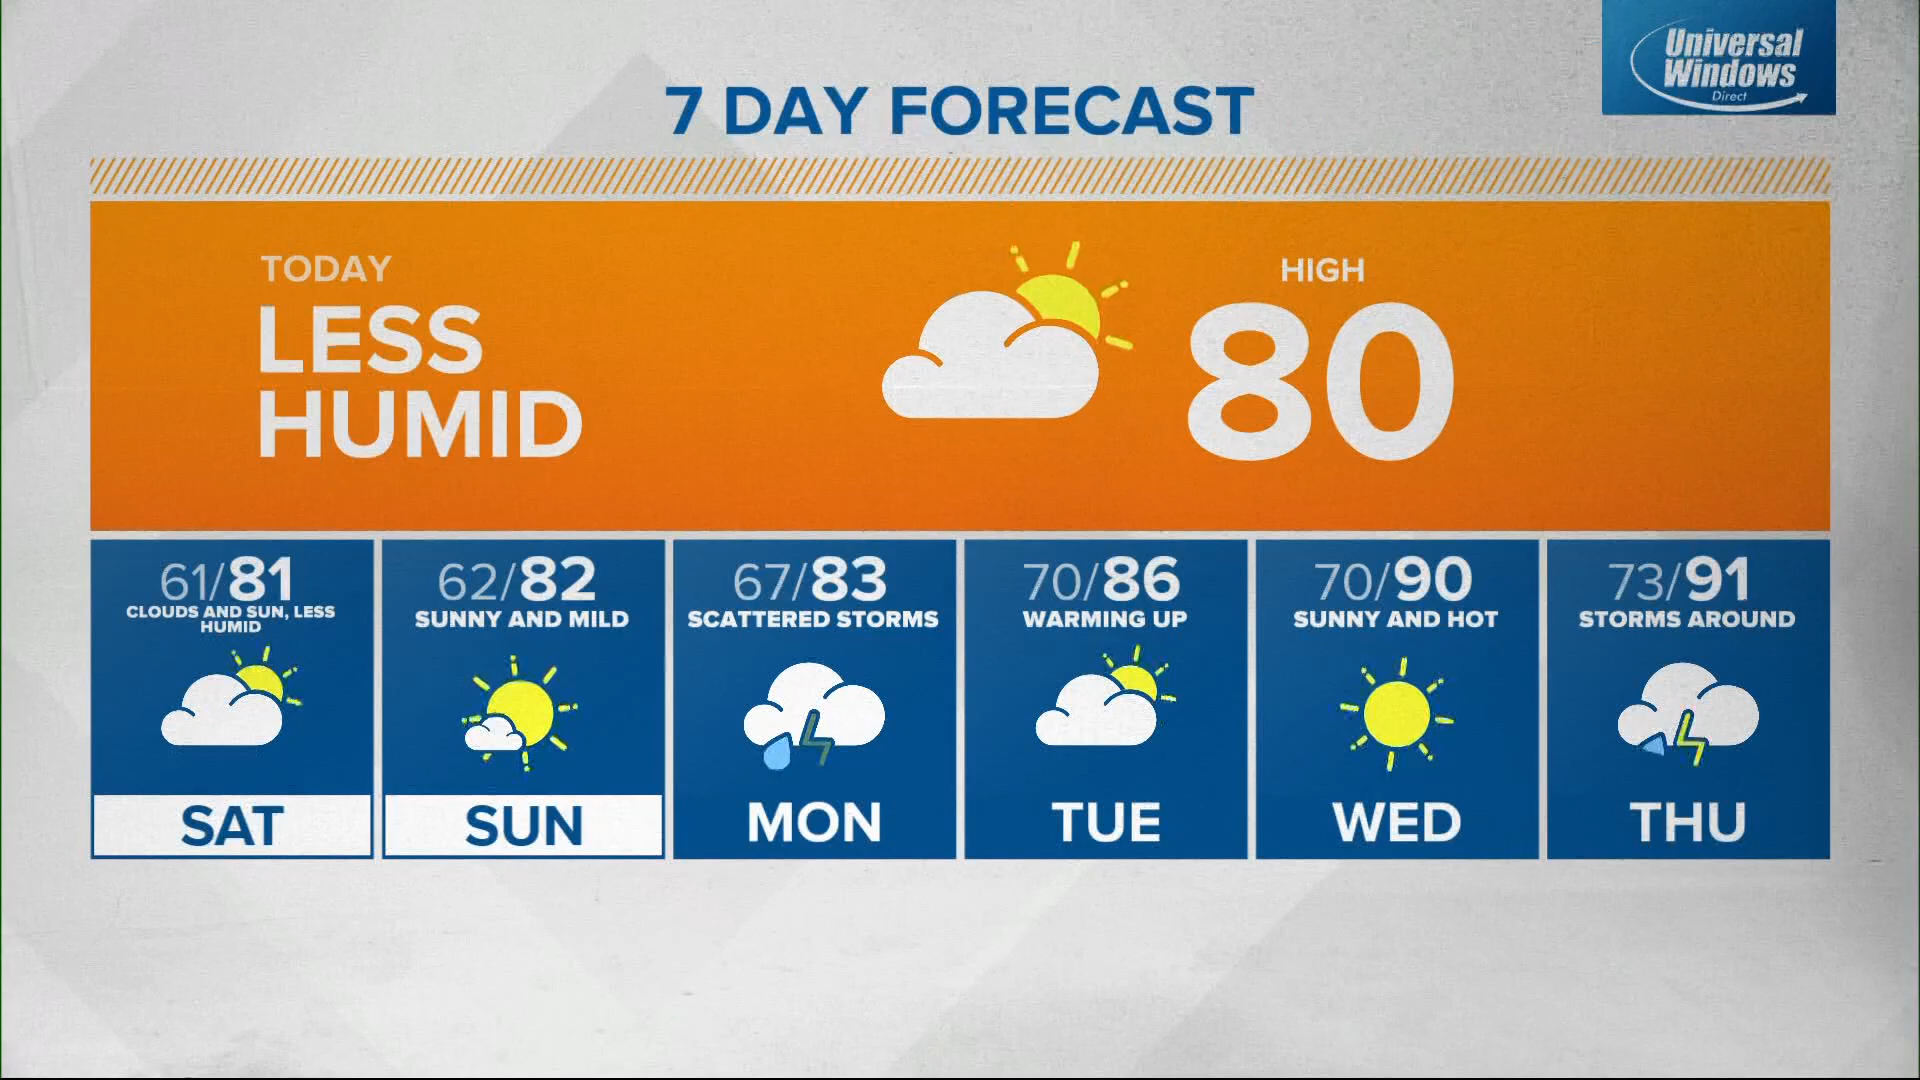 Universal
Windows
Direct
7 DAY FORECAST
TODAY
LESS
HUMID
HIGH
80
61/81
CLOUDS AND SUN, LESS
HUMID
SAT
62/82
SUNNY AND MILD
SUN
67/83
SCATTERED STORMS
MON
70/86
WARMING UP
TUE
70/90
SUNNY AND HOT
WED
73/91
STORMS AROUND
THU